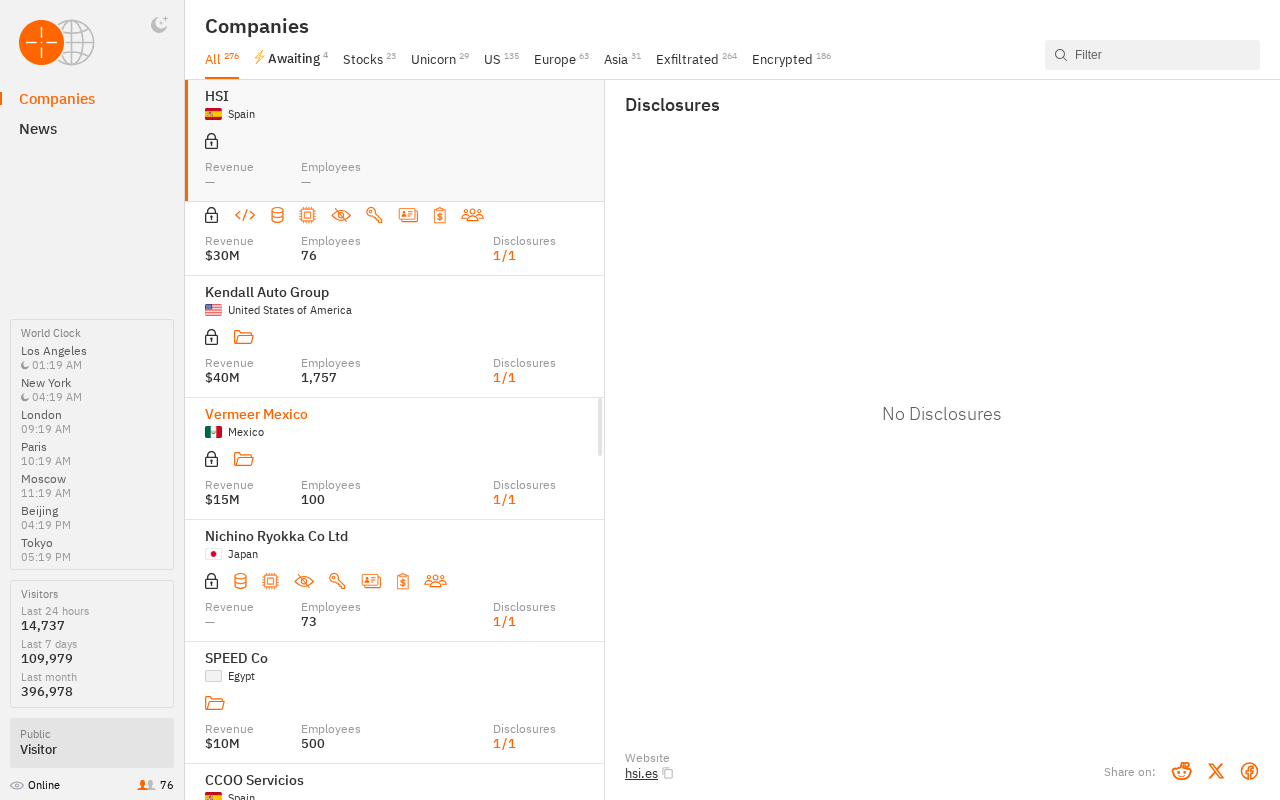 Companies
News
World Clock
Los Angeles
01:19 AM
New York
04:19 AM
London
09:19 AM
Paris
10:19 AM
Moscow
11:19 AM
Beijing
04:19 PM
Tokyo
05:19 PM
Visitors
Last 24 hours
14,737
Last 7 days
109,979
Last month
396,978
Public
Visitor
Online
76
Companies
All 276 Awaiting 4 Stocks 23 Unicorn 29 US 135 Europe 63 Asia 31 Exfiltrated 264 Encrypted 186
Filter
HSI
Spain
Revenue Employees
— —
Revenue Employees Disclosures
$30M 76 1/1
Kendall Auto Group
United States of America
Revenue Employees Disclosures
$40M 1,757 1/1
Vermeer Mexico
Mexico
Revenue Employees Disclosures
$15M 100 1/1
Nichino Ryokka Co Ltd
Japan
Revenue Employees Disclosures
— 73 1/1
SPEED Co
Egypt
Revenue Employees Disclosures
$10M 500 1/1
CCOO Servicios
Spain
Disclosures
No Disclosures
Website
hsi.es
Share on: